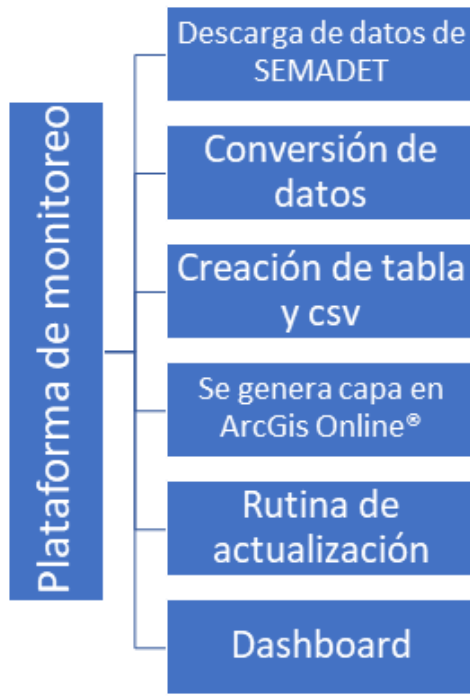 Plataforma de monitoreo
Descarga de datos de
SEMADET
Conversión de
datos
Creación de tabla
y csv
Se genera capa en
ArcGis Online®
Rutina de
actualización
Dashboard